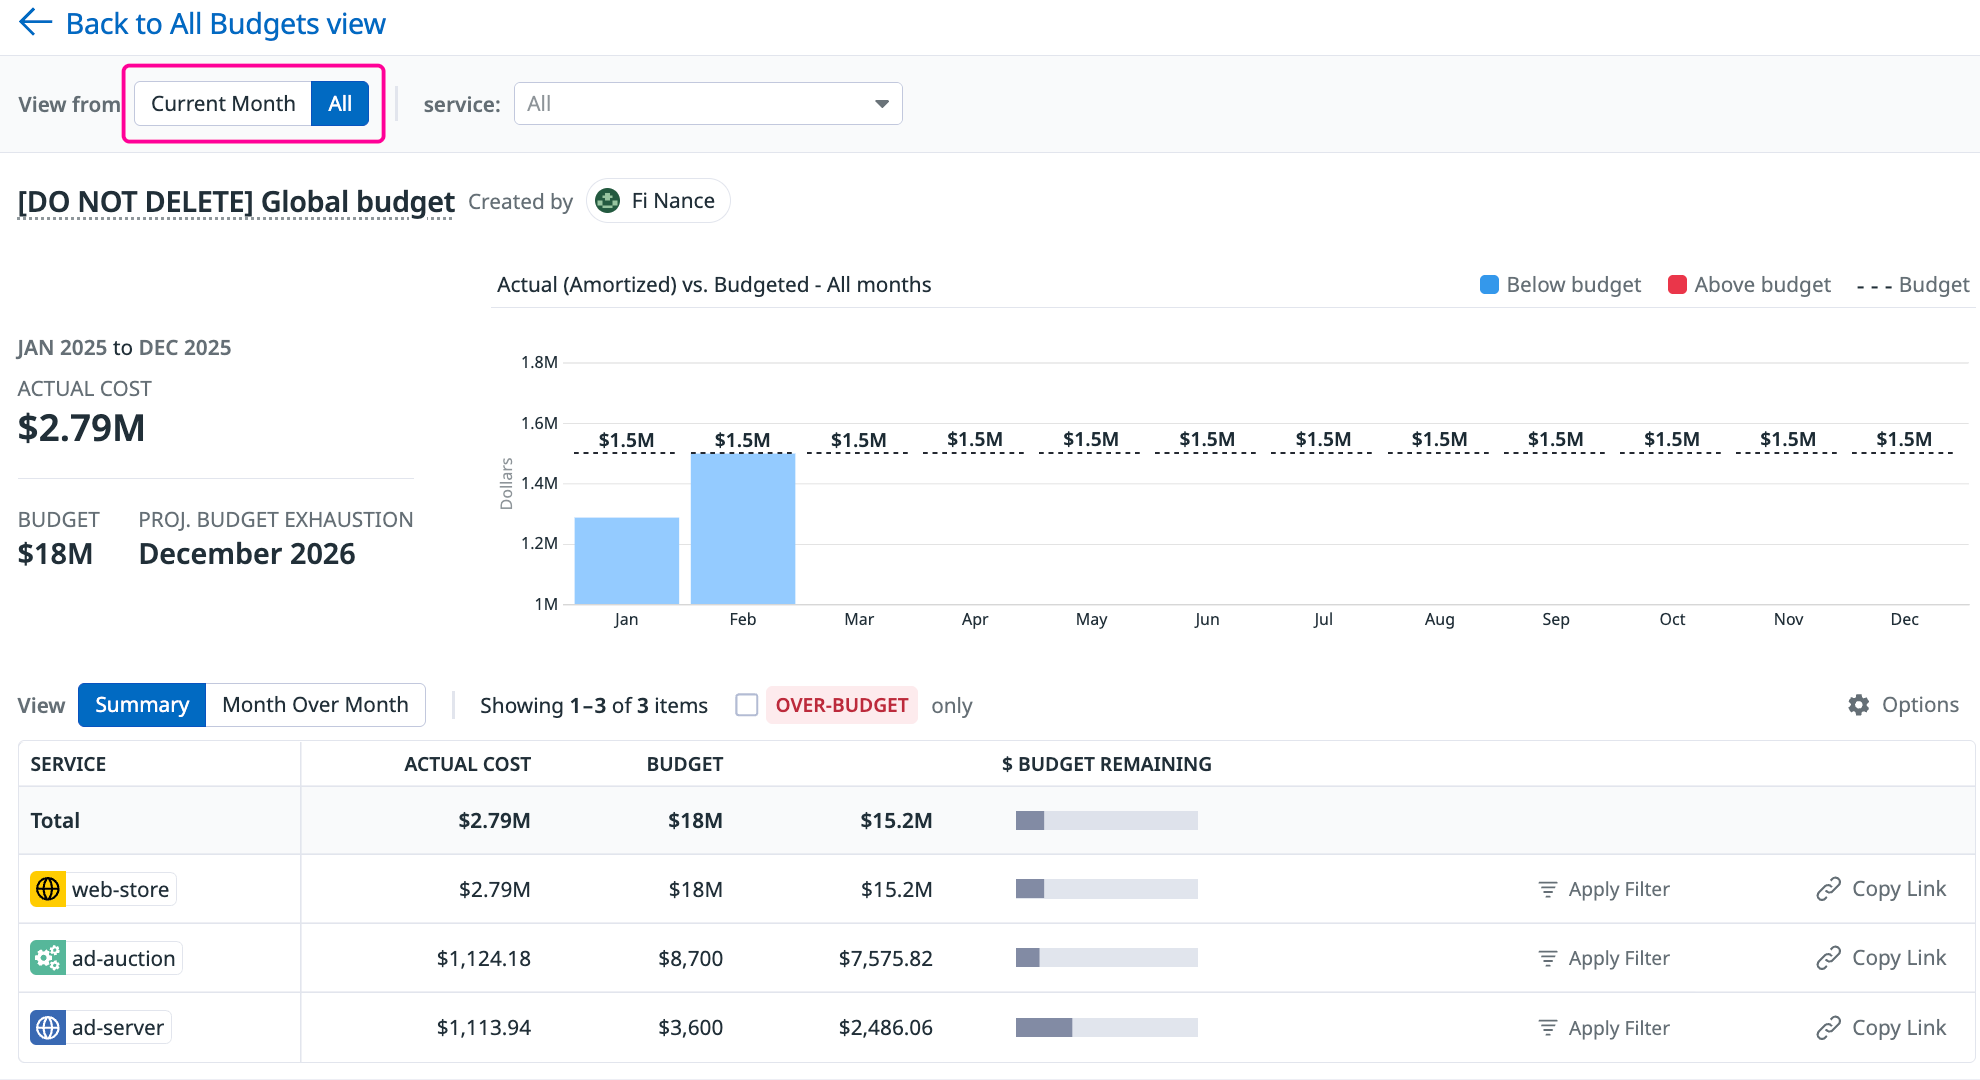 Back to All Budgets view
View from Current Month All service: All
[DO NOT DELETE] Global budget Created by Fi Nance
Actual (Amortized) vs. Budgeted - All months Below budget Above budget - - - Budget
JAN 2025 to DEC 2025
ACTUAL COST
$2.79M
BUDGET PROJ. BUDGET EXHAUSTION
$18M December 2026
Dollars
1.8M
1.6M
$1.5M $1.5M $1.5M $1.5M $1.5M $1.5M $1.5M $1.5M $1.5M $1.5M $1.5M $1.5M
1.4M
1.2M
1M
Jan Feb Mar Apr May Jun Jul Aug Sep Oct Nov Dec
View Summary Month Over Month Showing 1–3 of 3 items OVER-BUDGET only Options
SERVICE ACTUAL COST BUDGET $ BUDGET REMAINING
Total $2.79M $18M $15.2M
web-store $2.79M $18M $15.2M Apply Filter Copy Link
ad-auction $1,124.18 $8,700 $7,575.82 Apply Filter Copy Link
ad-server $1,113.94 $3,600 $2,486.06 Apply Filter Copy Link